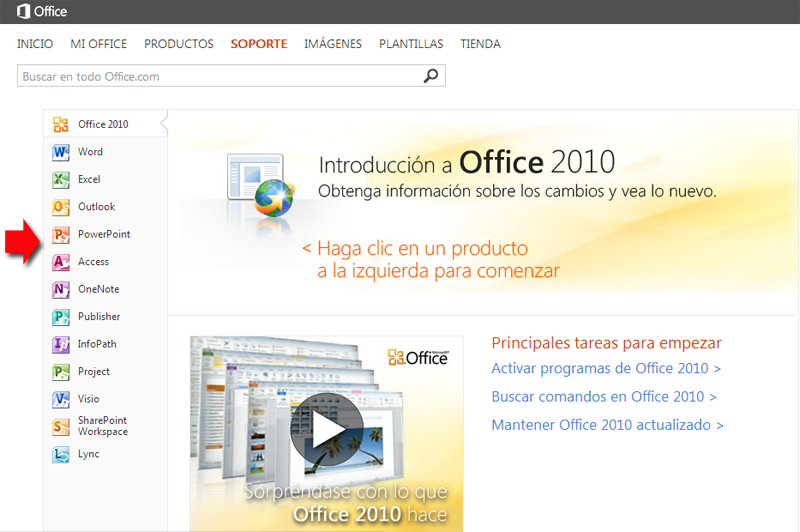 Office
INICIO MI OFFICE PRODUCTOS SOPORTE IMÁGENES PLANTILLAS TIENDA
Buscar en todo Office.com
Office 2010
Word
Excel
Outlook
PowerPoint
Access
OneNote
Publisher
InfoPath
Project
Visio
SharePoint
Workspace
Lync
Introducción a Office 2010
Obtenga información sobre los cambios y vea lo nuevo.
< Haga clic en un producto
a la izquierda para comenzar
Office
Sorpréndase con lo que
Office 2010 hace
Principales tareas para empezar
Activar programas de Office 2010 >
Buscar comandos en Office 2010 >
Mantener Office 2010 actualizado >